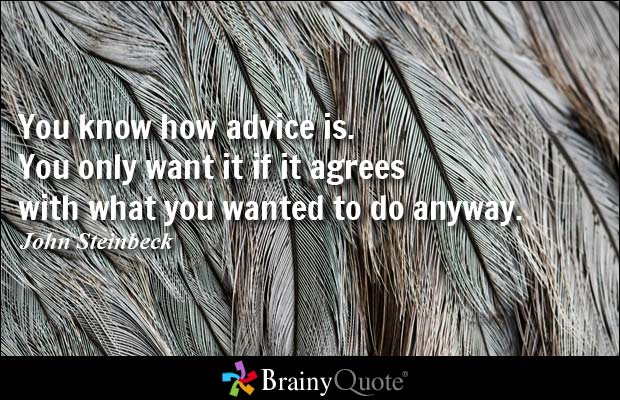 You know how advice is.
You only want it if it agrees
with what you wanted to do anyway.
John Steinbeck
BrainyQuote®